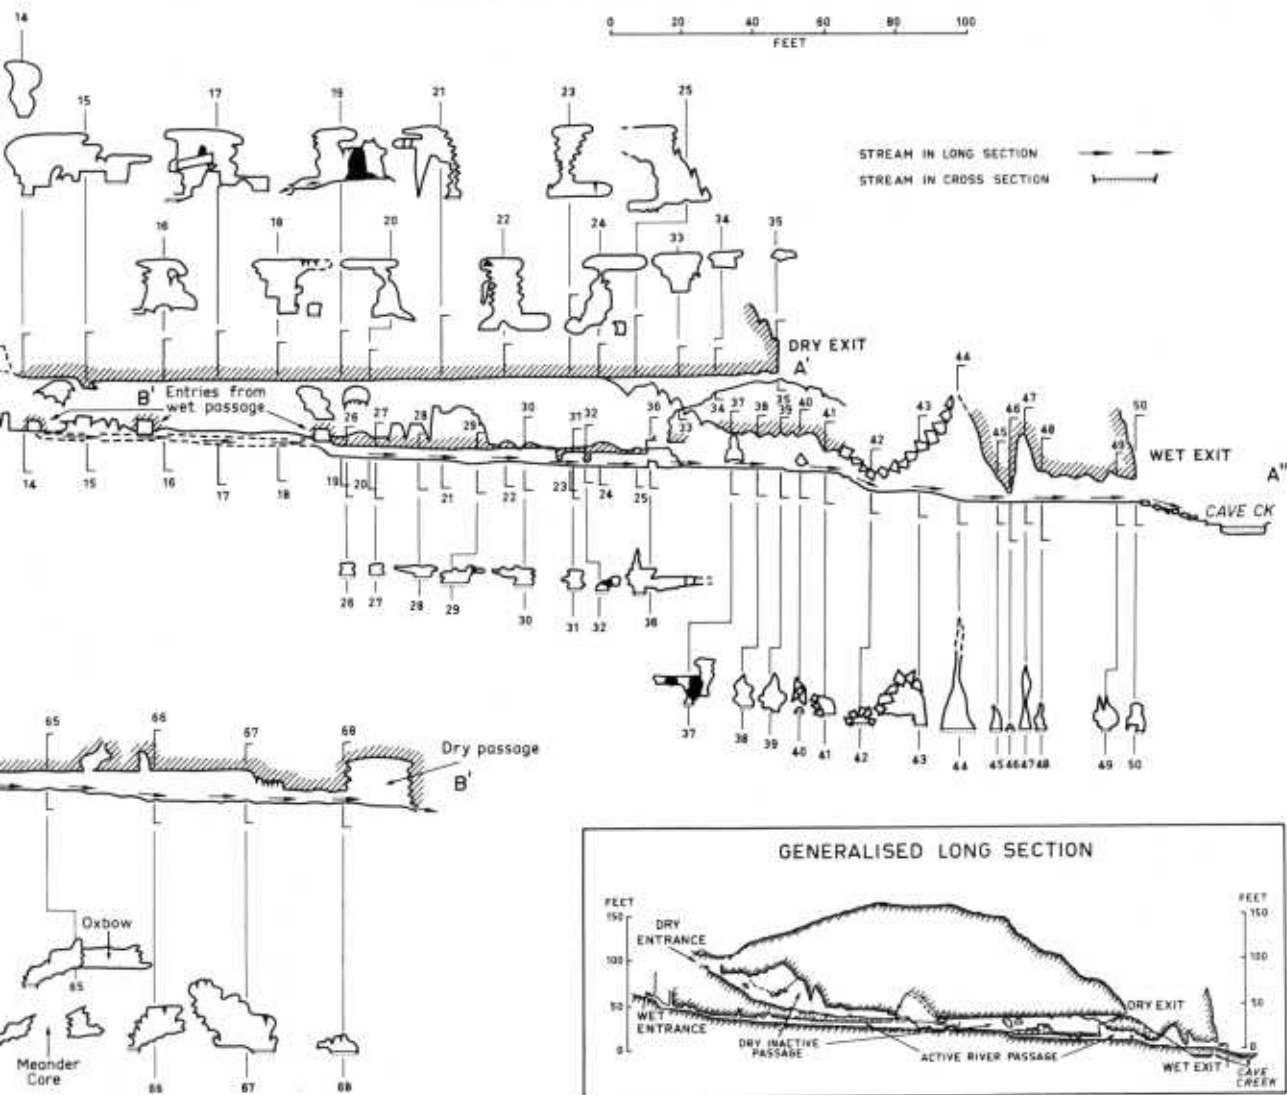 14
0 20 40 60 80 100
FEET
15 17 19 21 23 25
STREAM IN LONG SECTION
STREAM IN CROSS SECTION
16 18 20 22 24 33 34 35
DRY EXIT
A'
44
B' Entries from
wet passage
26 27 28 29 30 31 32 36 33 34 37 38 35 39 40 41 42 43 45 46 47 48 49 50
WET EXIT
A"
14 15 16 17 18 19 20 21 22 23 24 25
CAVE CK
26 27 28 29 30 31 32 36
37 38 39 40 41 42 43 44 45 46 47 48 49 50
65 66 67 68
Dry passage
B'
Oxbow
65
Meander
Core
66 67 68
GENERALISED LONG SECTION
FEET
150
100
50
0
DRY
ENTRANCE
WET
ENTRANCE
DRY INACTIVE
PASSAGE
ACTIVE RIVER PASSAGE
DRY EXIT
WET EXIT
FEET
150
100
50
0
CAVE
CREEK